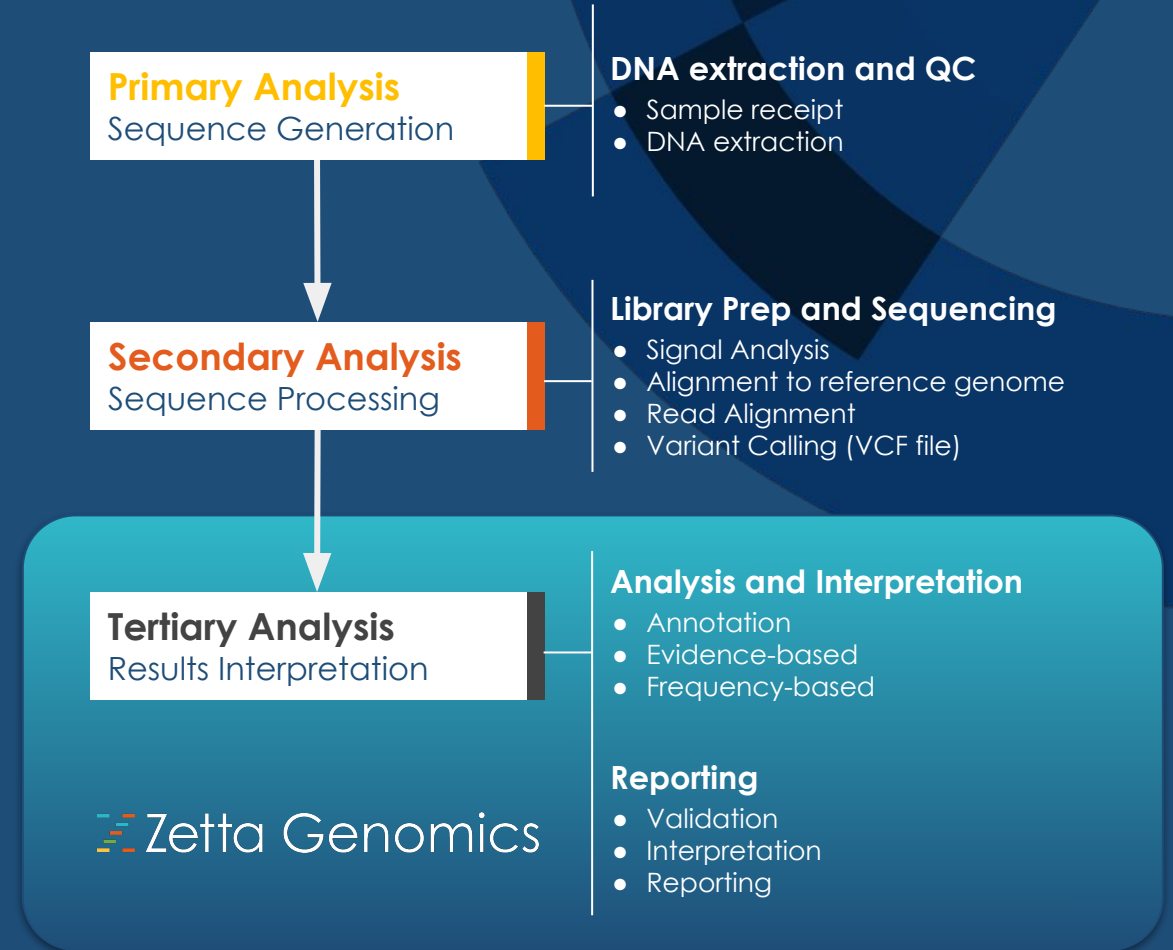 Primary Analysis
Sequence Generation
DNA extraction and QC
● Sample receipt
● DNA extraction
Secondary Analysis
Sequence Processing
Library Prep and Sequencing
● Signal Analysis
● Alignment to reference genome
● Read Alignment
● Variant Calling (VCF file)
Tertiary Analysis
Results Interpretation
Analysis and Interpretation
● Annotation
● Evidence-based
● Frequency-based
Reporting
● Validation
● Interpretation
● Reporting
Zetta Genomics